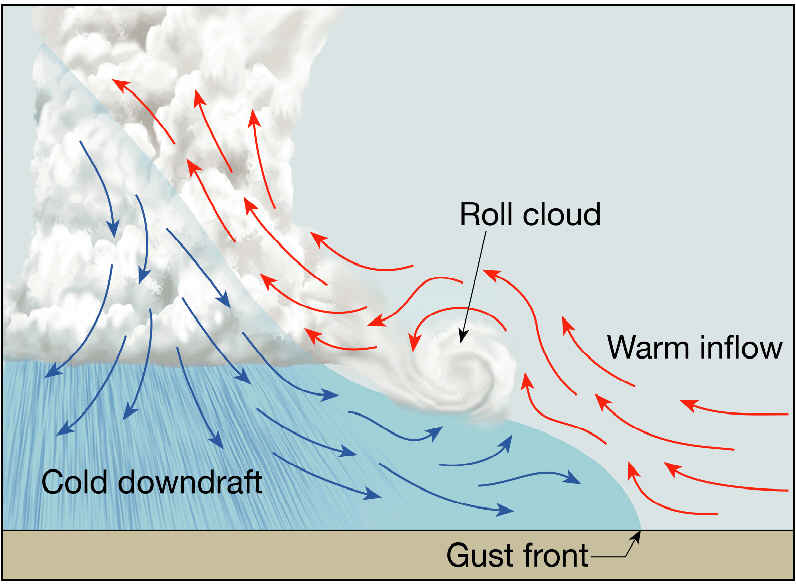 Roll cloud
Warm inflow
Cold downdraft
Gust front